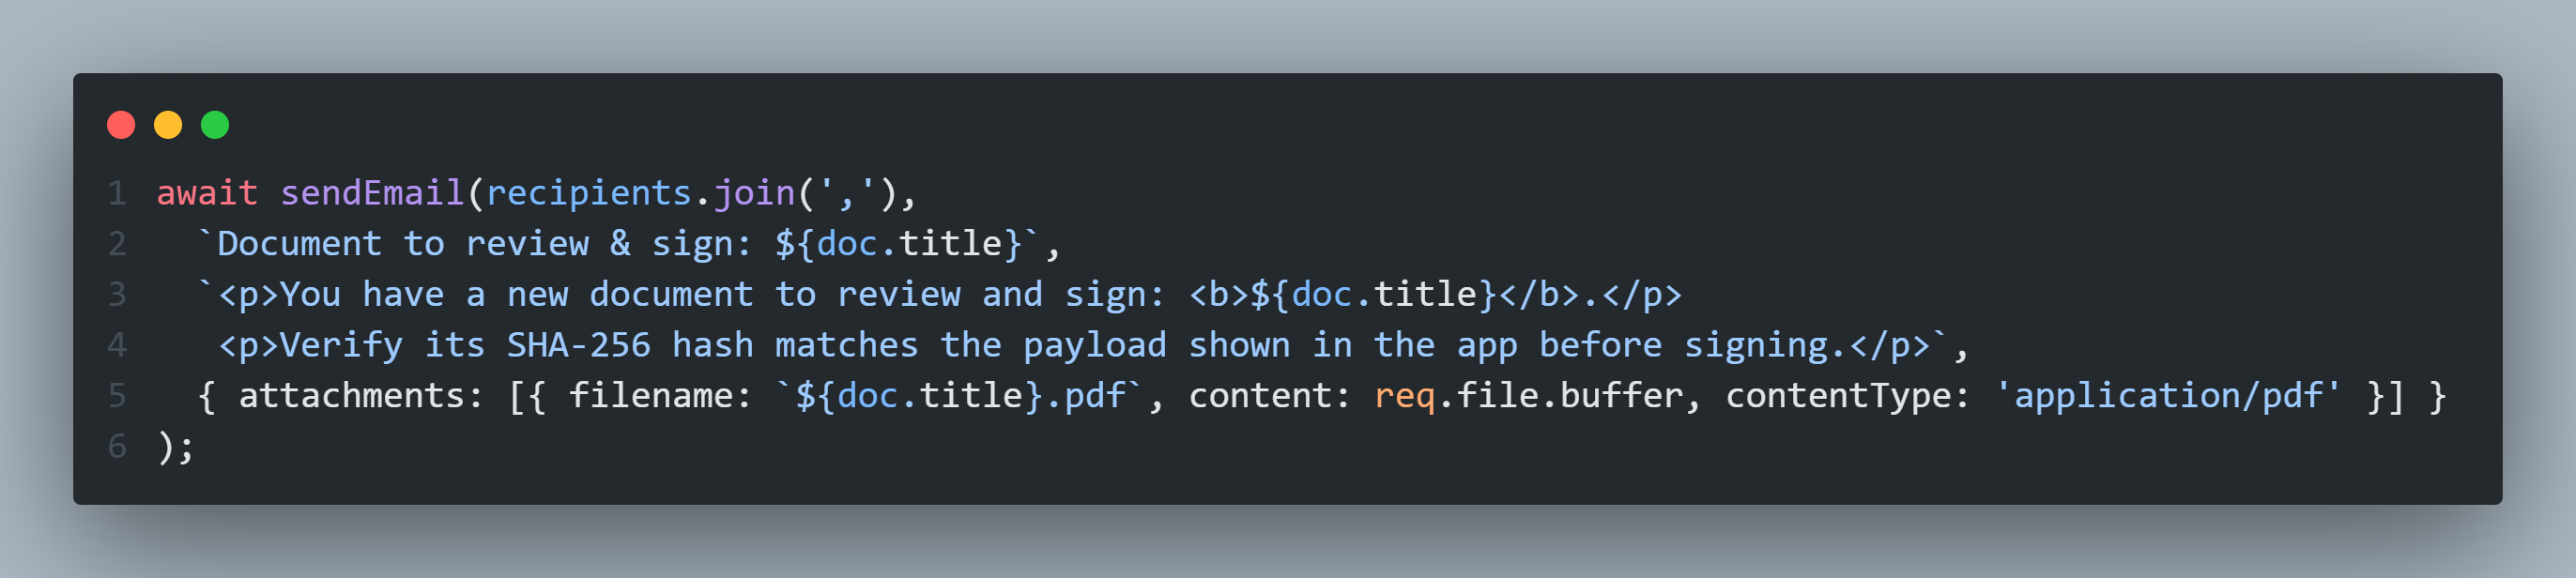 1 await sendEmail(recipients.join(','),
2   `Document to review & sign: ${doc.title}`,
3   `<p>You have a new document to review and sign: <b>${doc.title}</b>.</p>
4    <p>Verify its SHA-256 hash matches the payload shown in the app before signing.</p>`,
5   { attachments: [{ filename: `${doc.title}.pdf`, content: req.file.buffer, contentType: 'application/pdf' }] }
6 );